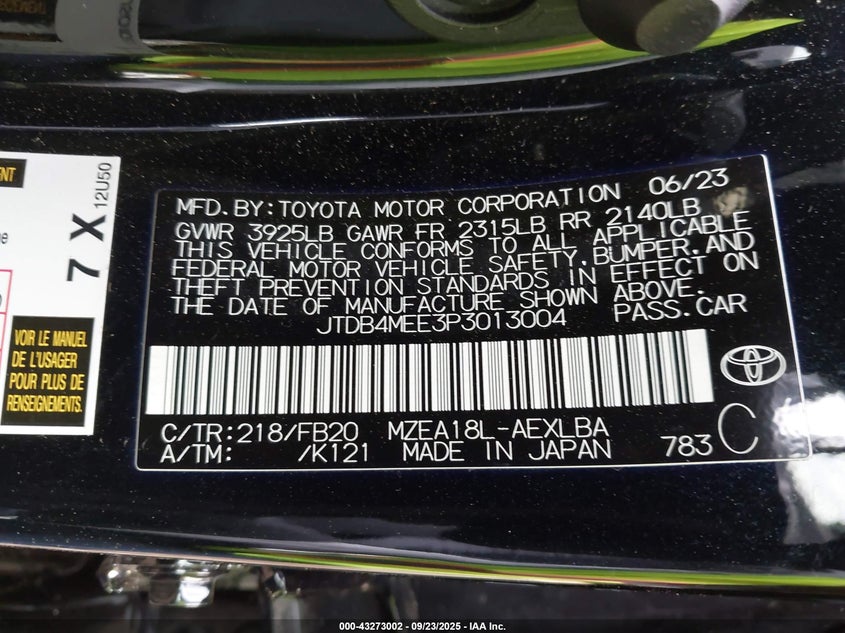 ENT
7 X
12U50
VOIR LE MANUEL
DE L'USAGER
POUR PLUS DE
RENSEIGNEMENTS.
MFD. BY: TOYOTA MOTOR CORPORATION 06/23
GVWR 3925LB GAWR FR 2315LB RR 2140LB
THIS VEHICLE CONFORMS TO ALL APPLICABLE
FEDERAL MOTOR VEHICLE SAFETY, BUMPER, AND
THEFT PREVENTION STANDARDS IN EFFECT ON
THE DATE OF MANUFACTURE SHOWN ABOVE.
JTDB4MEE3P3013004 PASS. CAR
C/TR: 218/FB20 MZEA18L-AEXLBA
A/TM: /K121 MADE IN JAPAN 783 C
000-43273002 - 09/23/2025 - IAA Inc.